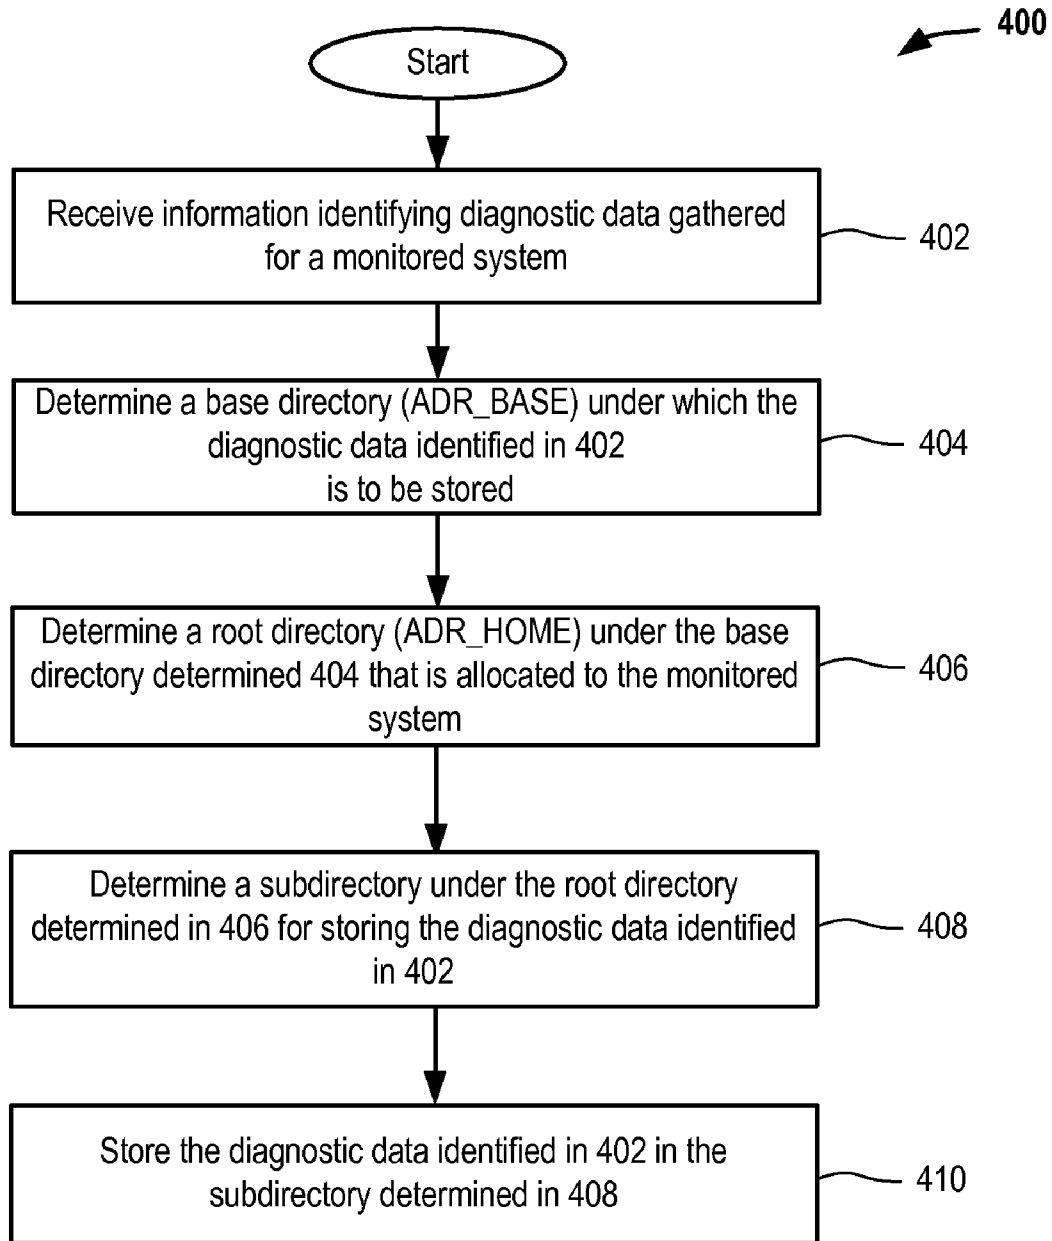 400
Start
Receive information identifying diagnostic data gathered
for a monitored system
402
Determine a base directory (ADR_BASE) under which the
diagnostic data identified in 402
is to be stored
404
Determine a root directory (ADR_HOME) under the base
directory determined 404 that is allocated to the monitored
system
406
Determine a subdirectory under the root directory
determined in 406 for storing the diagnostic data identified
in 402
408
Store the diagnostic data identified in 402 in the
subdirectory determined in 408
410